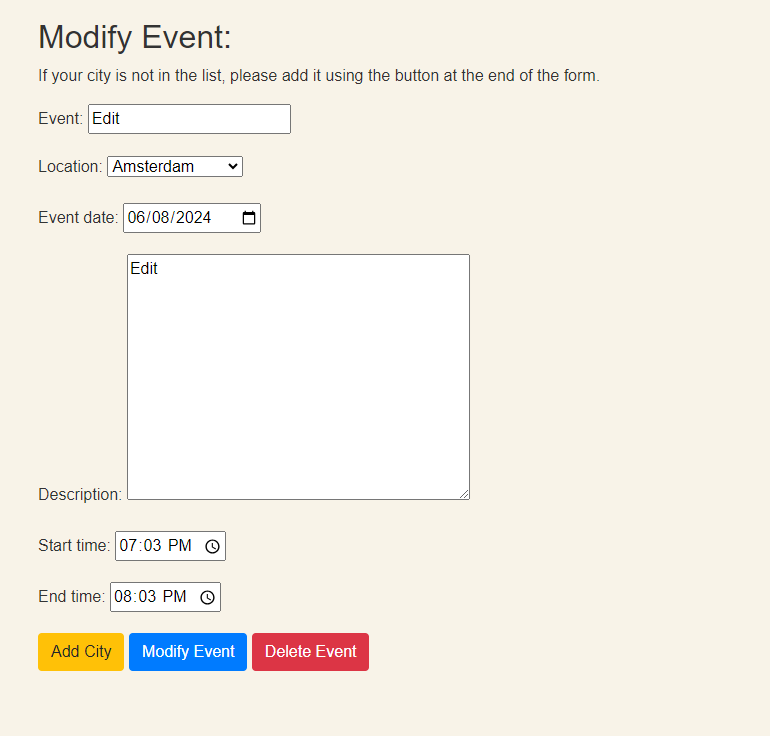 Modify Event:
If your city is not in the list, please add it using the button at the end of the form.
Event: Edit
Location: Amsterdam
Event date: 06/08/2024
Edit
Description:
Start time: 07:03 PM
End time: 08:03 PM
Add City Modify Event Delete Event